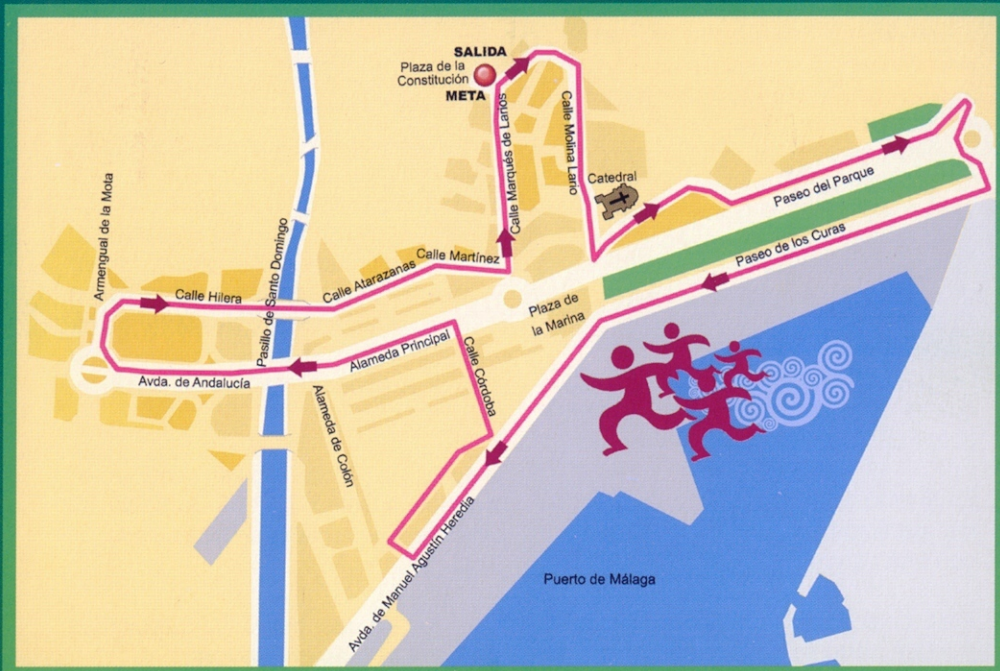 SALIDA
Plaza de la
Constitución
META
Calle Marques de Larios
Calle Molina Lario
Catedral
Paseo del Parque
Paseo de los Curas
Armengual de la Mota
Pasillo de Santo Domingo
Calle Hilera
Calle Atarazanas
Calle Martínez
Plaza de
la Marina
Alameda Principal
Calle Córdoba
Avda. de Andalucía
Alameda de Colón
Avda. de Manuel Agustín Heredia
Puerto de Málaga